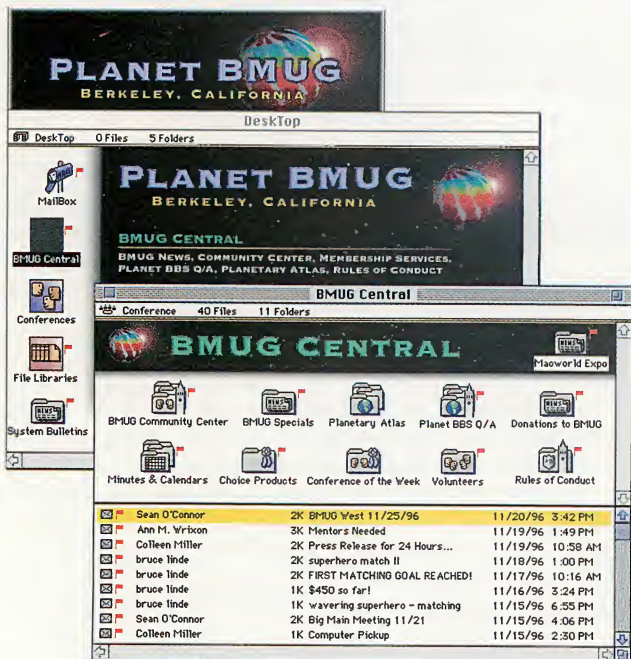 PLANET BMUG
BERKELEY, CALIFORNIA
DeskTop
DeskTop 0 Files 5 Folders
MailBox
BMUG Central
Conferences
File Libraries
System Bulletins
PLANET BMUG
BERKELEY, CALIFORNIA
BMUG CENTRAL
BMUG NEWS, COMMUNITY CENTER, MEMBERSHIP SERVICES,
PLANET BBS Q/A, PLANETARY ATLAS, RULES OF CONDUCT
BMUG Central
Conference 40 Files 11 Folders
BMUG CENTRAL
NEWS
Macworld Expo
BMUG Community Center BMUG Specials Planetary Atlas Planet BBS Q/A Donations to BMUG
Minutes & Calendars Choice Products Conference of the Week Volunteers Rules of Conduct
Sean O'Connor 2K BMUG West 11/25/96 11/20/96 3:42 PM
Ann M. Wrixon 3K Mentors Needed 11/19/96 1:49 PM
Colleen Miller 2K Press Release for 24 Hours... 11/19/96 10:58 AM
bruce linde 2K superhero match II 11/18/96 1:00 PM
bruce linde 2K FIRST MATCHING GOAL REACHED! 11/17/96 10:16 AM
bruce linde 1K $450 so far! 11/16/96 3:24 PM
bruce linde 1K wavering superhero - matching 11/15/96 6:55 PM
Sean O'Connor 2K Big Main Meeting 11/21 11/15/96 4:06 PM
Colleen Miller 1K Computer Pickup 11/15/96 2:30 PM